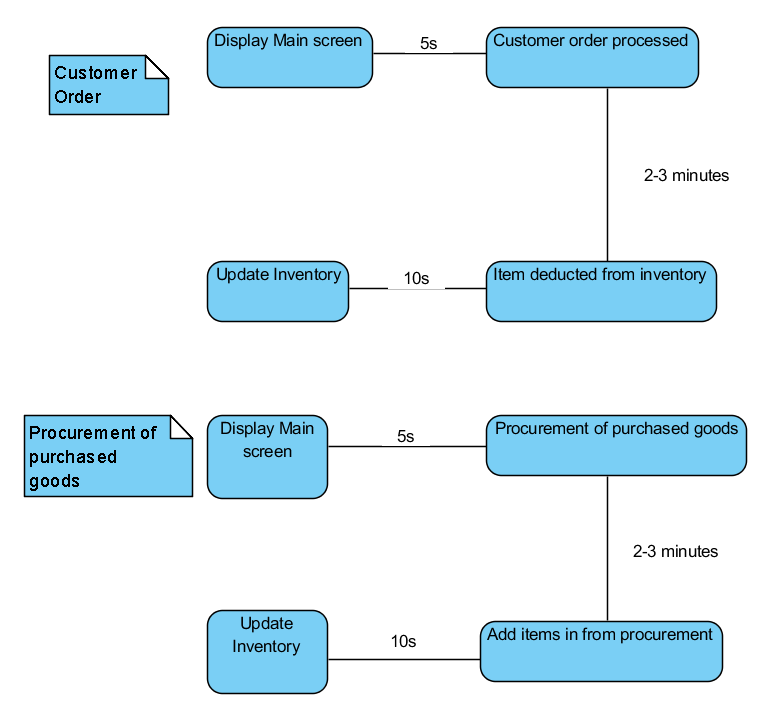 Display Main screen
5s
Customer order processed
Customer
Order
2-3 minutes
Update Inventory
10s
Item deducted from inventory
Procurement of
purchased
goods
Display Main
screen
5s
Procurement of purchased goods
2-3 minutes
Update
Inventory
10s
Add items in from procurement